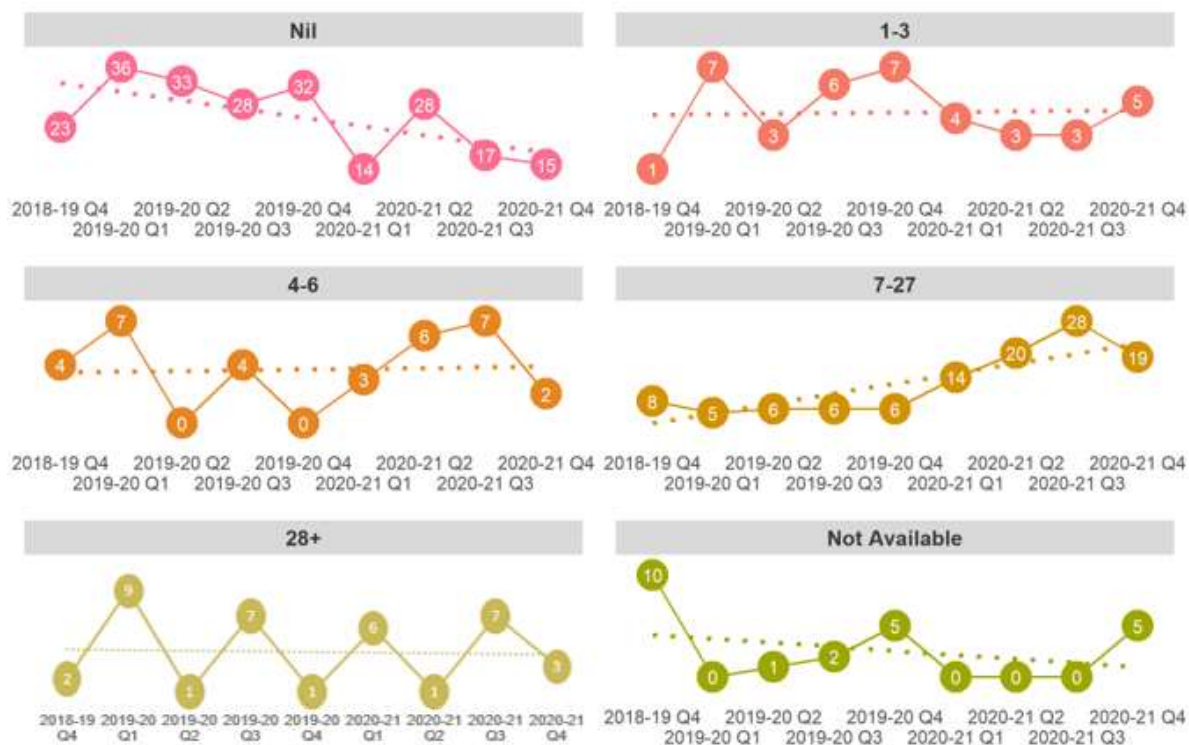 Nil
23 36 33 28 32 14 28 17 15
2018-19 Q4 2019-20 Q2 2019-20 Q4 2020-21 Q2 2020-21 Q4
2019-20 Q1 2019-20 Q3 2020-21 Q1 2020-21 Q3
1-3
1 7 3 6 7 4 3 3 5
2018-19 Q4 2019-20 Q2 2019-20 Q4 2020-21 Q2 2020-21 Q4
2019-20 Q1 2019-20 Q3 2020-21 Q1 2020-21 Q3
4-6
4 7 0 4 0 3 6 7 2
2018-19 Q4 2019-20 Q2 2019-20 Q4 2020-21 Q2 2020-21 Q4
2019-20 Q1 2019-20 Q3 2020-21 Q1 2020-21 Q3
7-27
8 5 6 6 6 14 20 28 19
2018-19 Q4 2019-20 Q2 2019-20 Q4 2020-21 Q2 2020-21 Q4
2019-20 Q1 2019-20 Q3 2020-21 Q1 2020-21 Q3
28+
2 9 1 7 1 6 1 7 3
2018-19 2019-20 2019-20 2019-20 2019-20 2020-21 2020-21 2020-21 2020-21
Q4 Q1 Q2 Q3 Q4 Q1 Q2 Q3 Q4
Not Available
10 0 1 2 5 0 0 0 5
2018-19 Q4 2019-20 Q2 2019-20 Q4 2020-21 Q2 2020-21 Q4
2019-20 Q1 2019-20 Q3 2020-21 Q1 2020-21 Q3